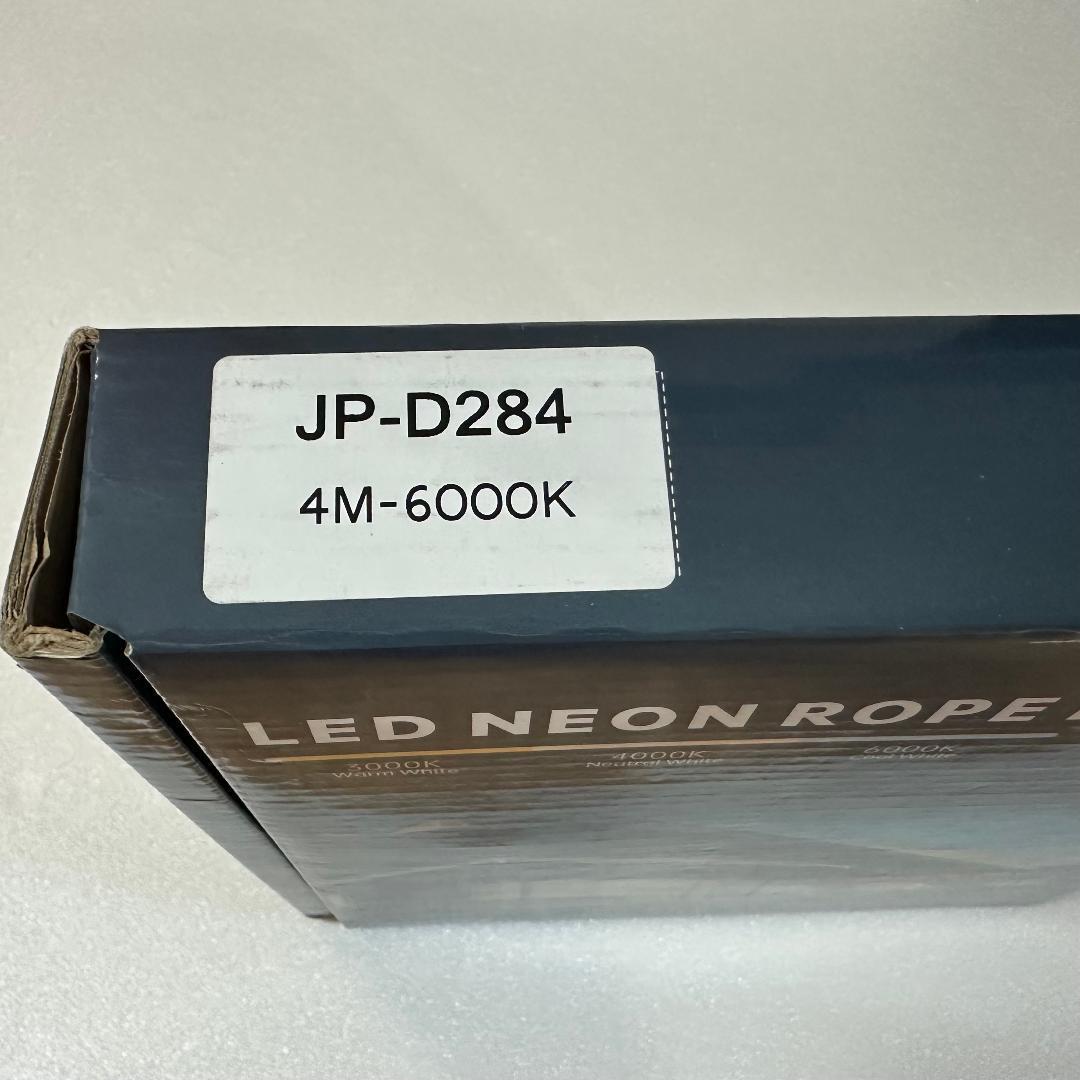 JP-D284
4M-6000K
LED NEON ROPE
3000K 4000K 6000K
Warm White Neutral White Cool White